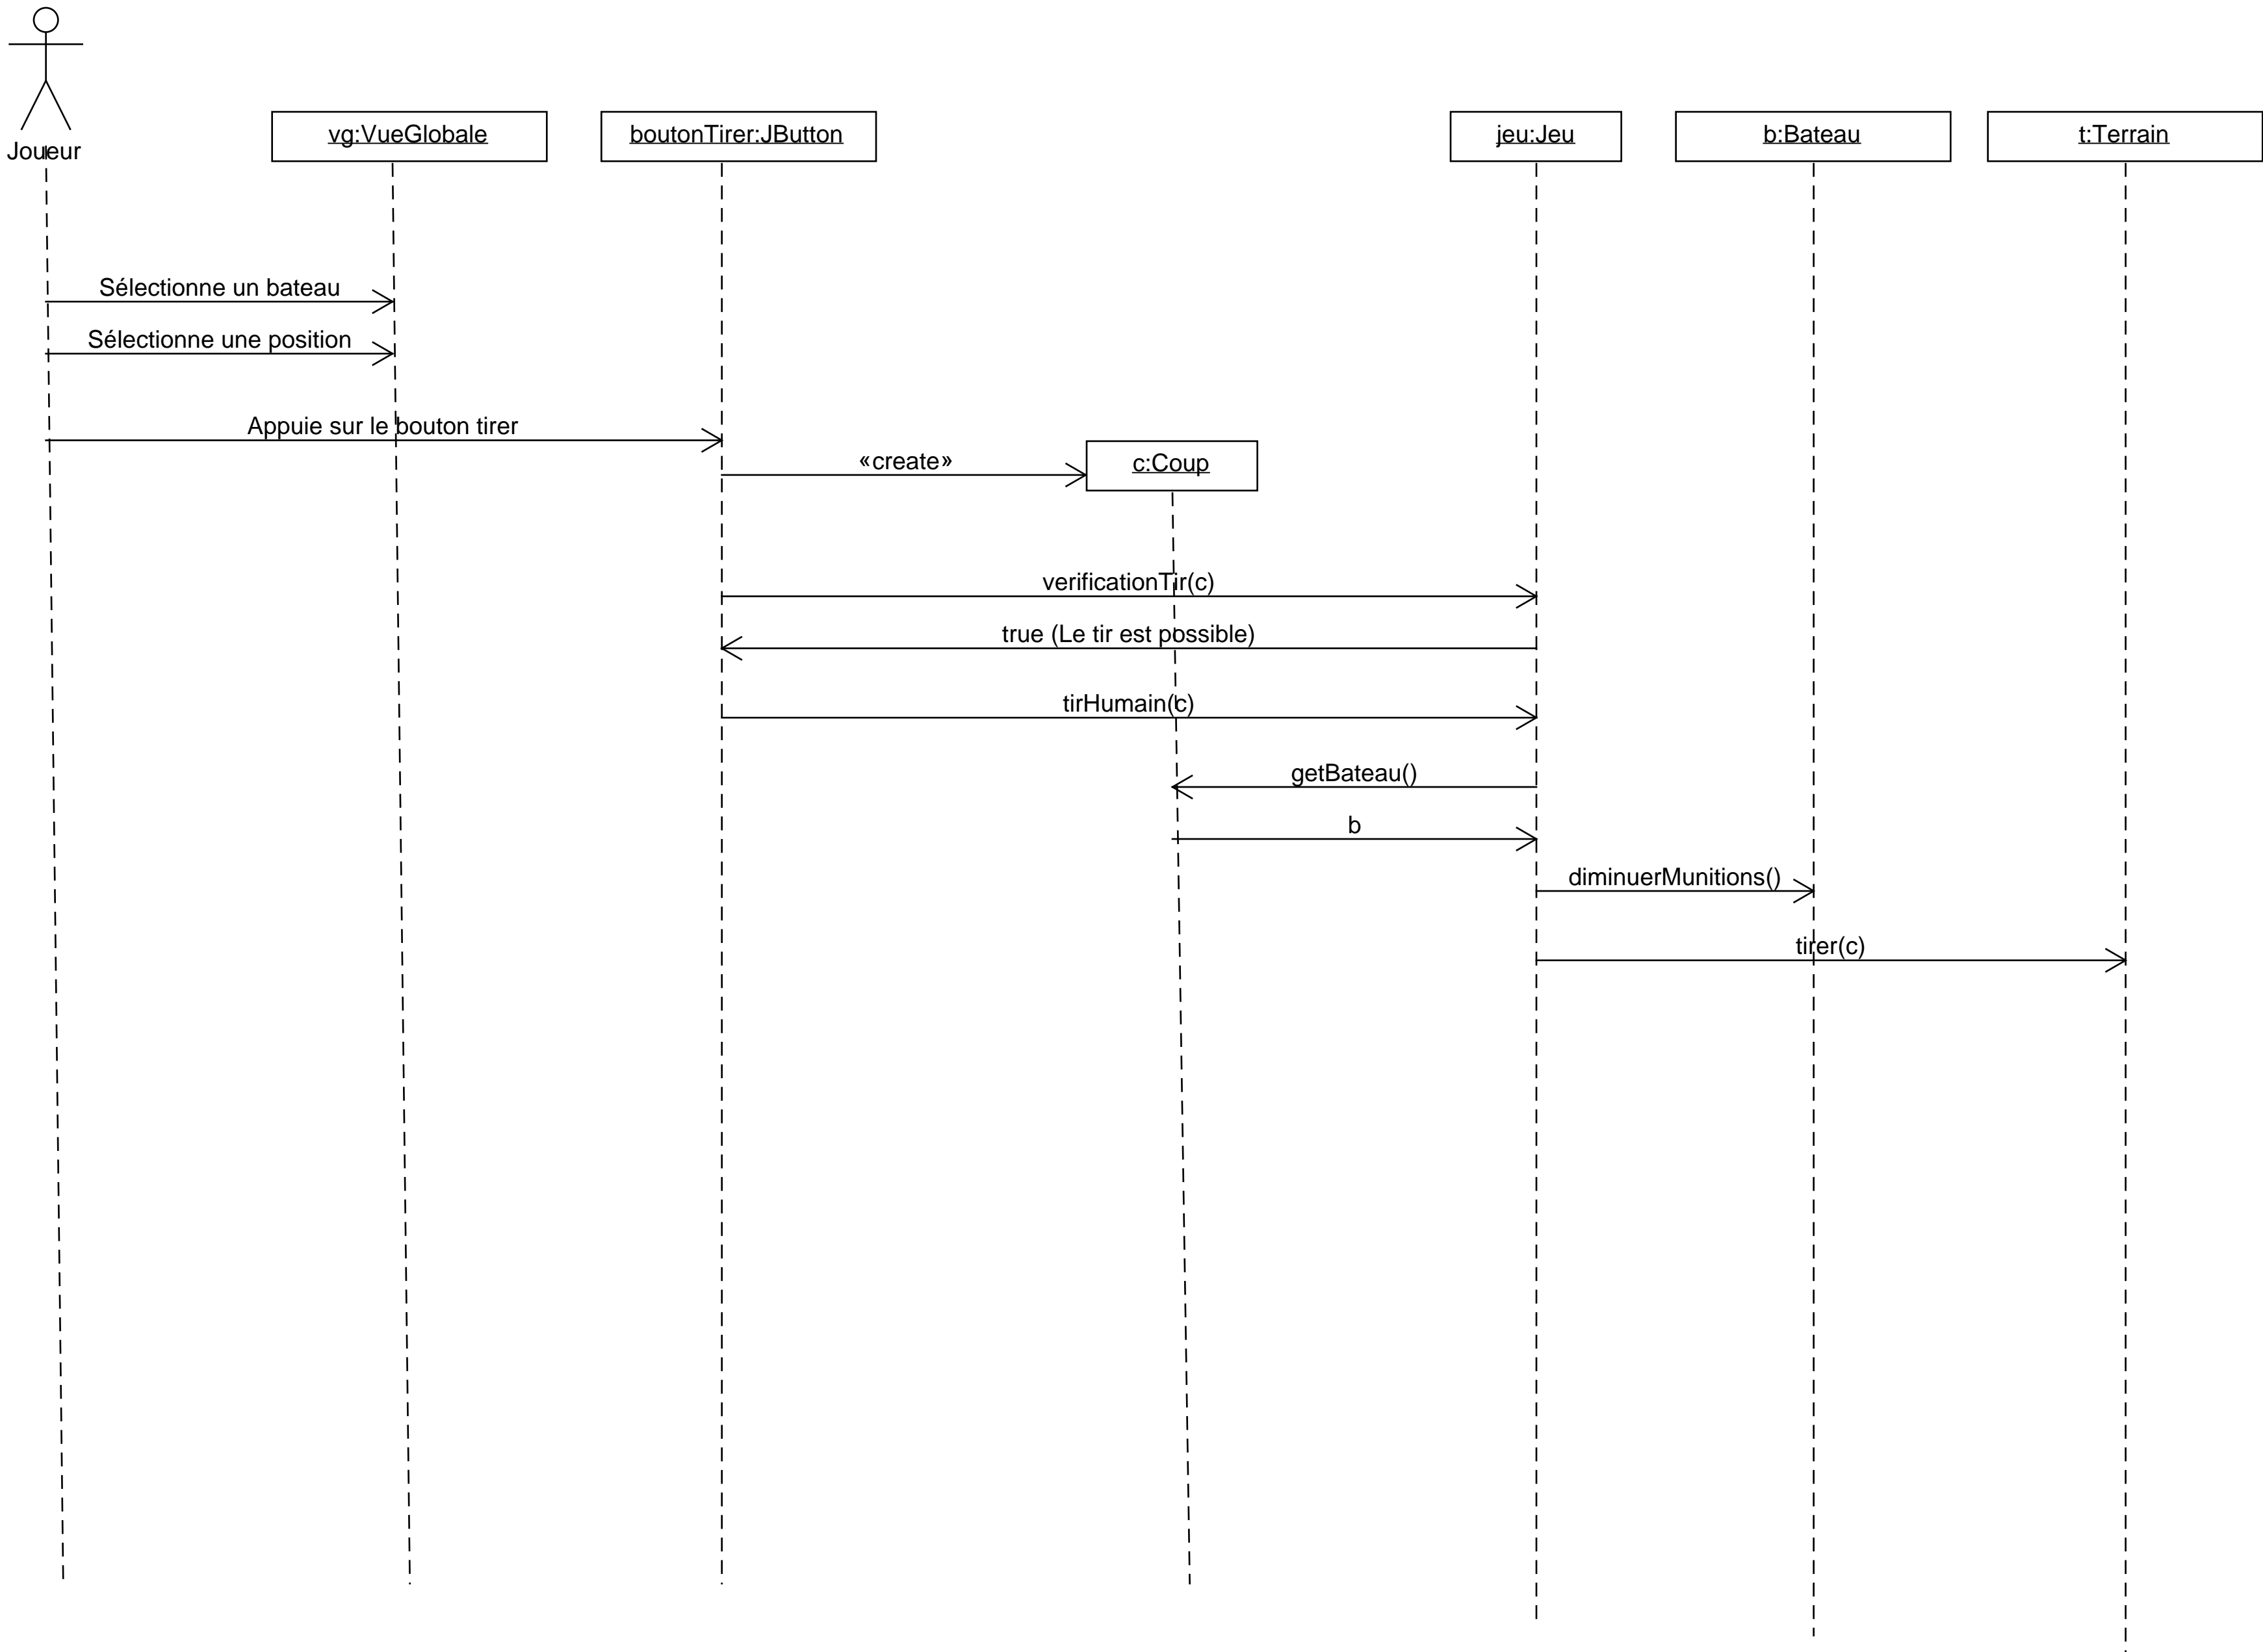 Joueur
vg:VueGlobale
boutonTirer:JButton
jeu:Jeu
b:Bateau
t:Terrain
Sélectionne un bateau
Sélectionne une position
Appuie sur le bouton tirer
«create»
c:Coup
verificationTir(c)
true (Le tir est possible)
tirHumain(c)
getBateau()
b
diminuerMunitions()
tirer(c)